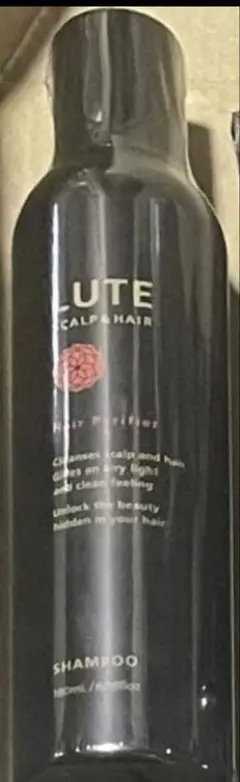 LUTE
SCALP & HAIR
Hair Purifier
Cleanses scalp and hair
Gives an airy light
and clean feeling
Unlock the beauty
hidden in your hair
SHAMPOO
180mL /